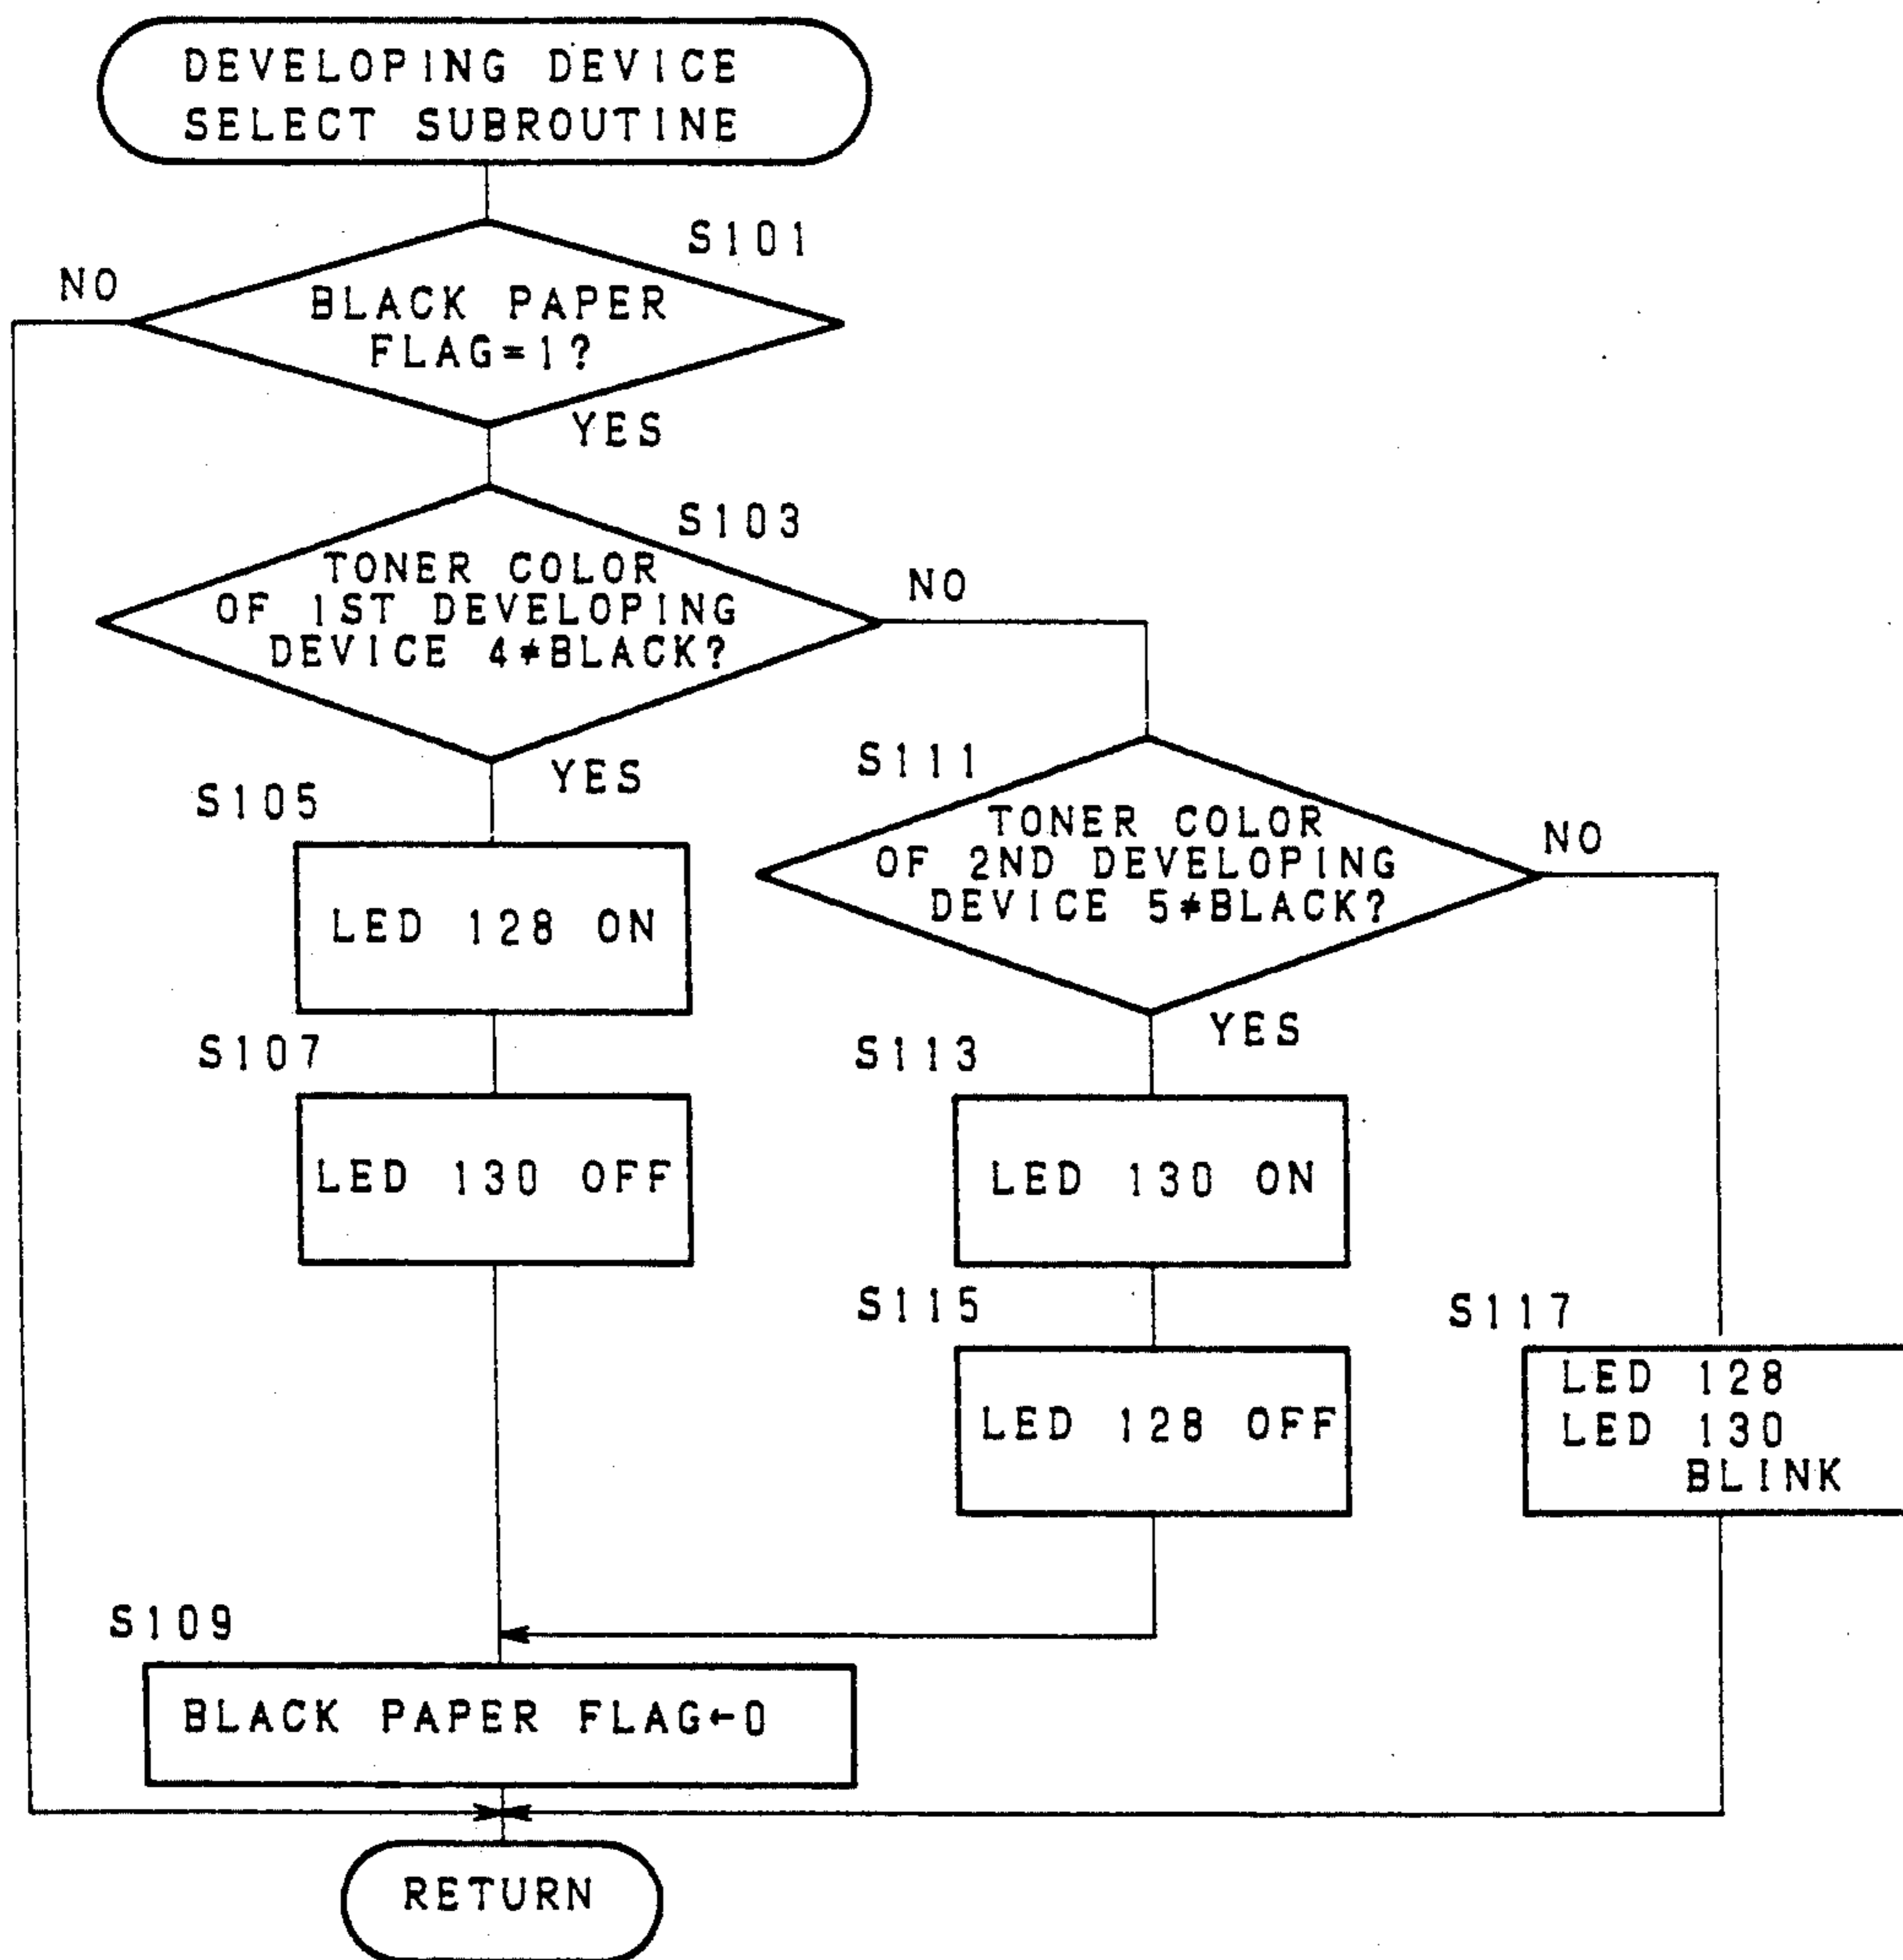 DEVELOPING DEVICE
SELECT SUBROUTINE
S101
NO
BLACK PAPER
FLAG=1?
YES
S103
TONER COLOR
OF 1ST DEVELOPING
DEVICE 4≠BLACK?
NO
YES
S105
LED 128 ON
S107
LED 130 OFF
S111
TONER COLOR
OF 2ND DEVELOPING
DEVICE 5≠BLACK?
NO
YES
S113
LED 130 ON
S115
LED 128 OFF
S117
LED 128
LED 130
BLINK
S109
BLACK PAPER FLAG←0
RETURN